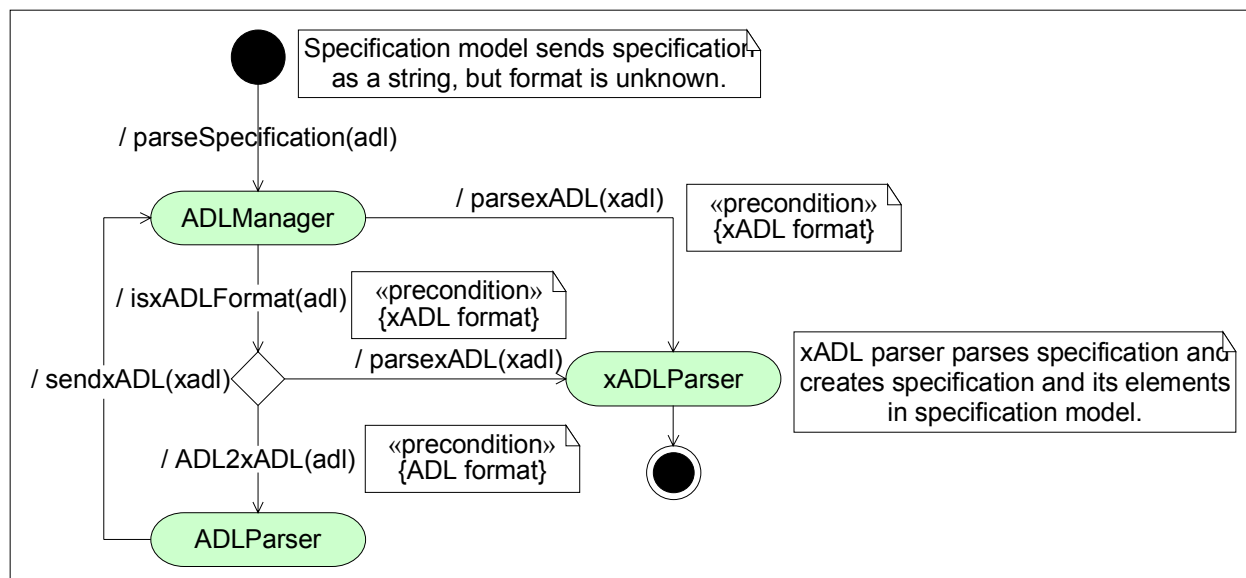 Specification model sends specification
as a string, but format is unknown.
/ parseSpecification(adl)
/ parsexADL(xadl)
«precondition»
{xADL format}
ADLManager
/ isxADLFormat(adl)
«precondition»
{xADL format}
/ sendxADL(xadl)
/ parsexADL(xadl)
xADLParser
xADL parser parses specification and
creates specification and its elements
in specification model.
/ ADL2xADL(adl)
«precondition»
{ADL format}
ADLParser